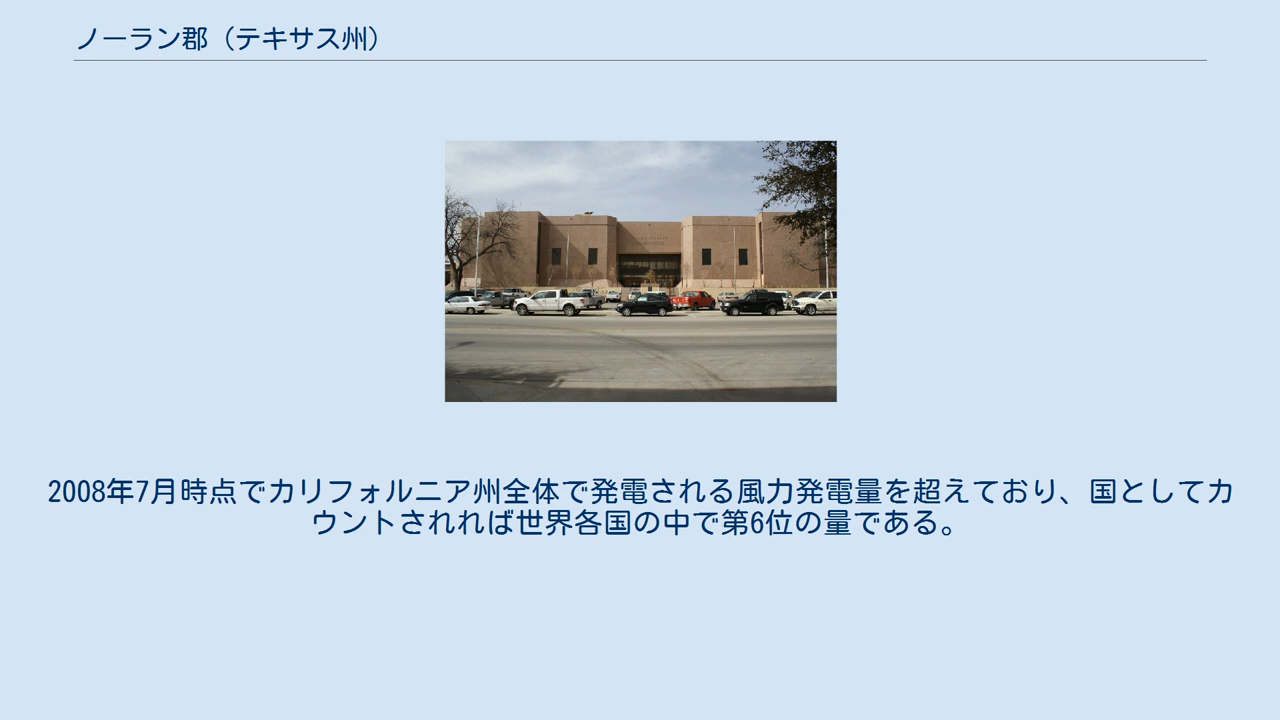 ノーラン郡（テキサス州）
2008年7月時点でカリフォルニア州全体で発電される風力発電量を超えており、国としてカ
ウントされれば世界各国の中で第6位の量である。